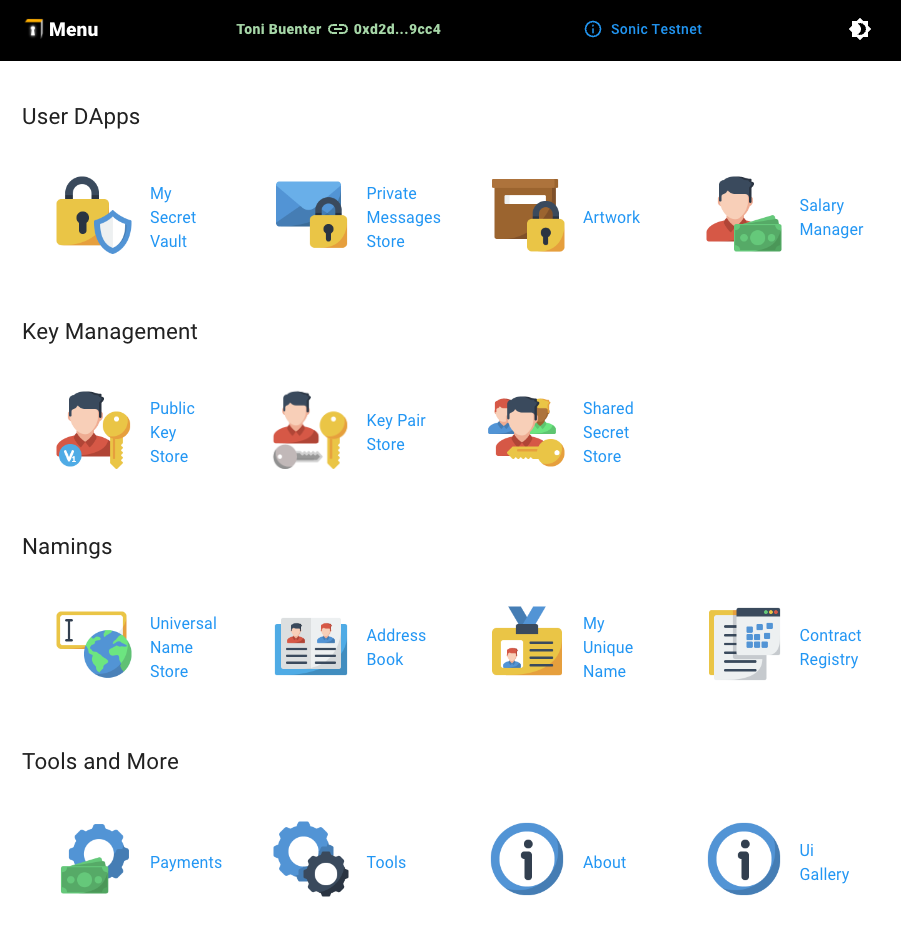 Menu
Toni Buenter 0xd2d...9cc4
Sonic Testnet
User DApps
My
Secret
Vault
Private
Messages
Store
Artwork
Salary
Manager
Key Management
Public
Key
Store
Key Pair
Store
Shared
Secret
Store
Namings
Universal
Name
Store
Address
Book
My
Unique
Name
Contract
Registry
Tools and More
Payments
Tools
About
Ui
Gallery